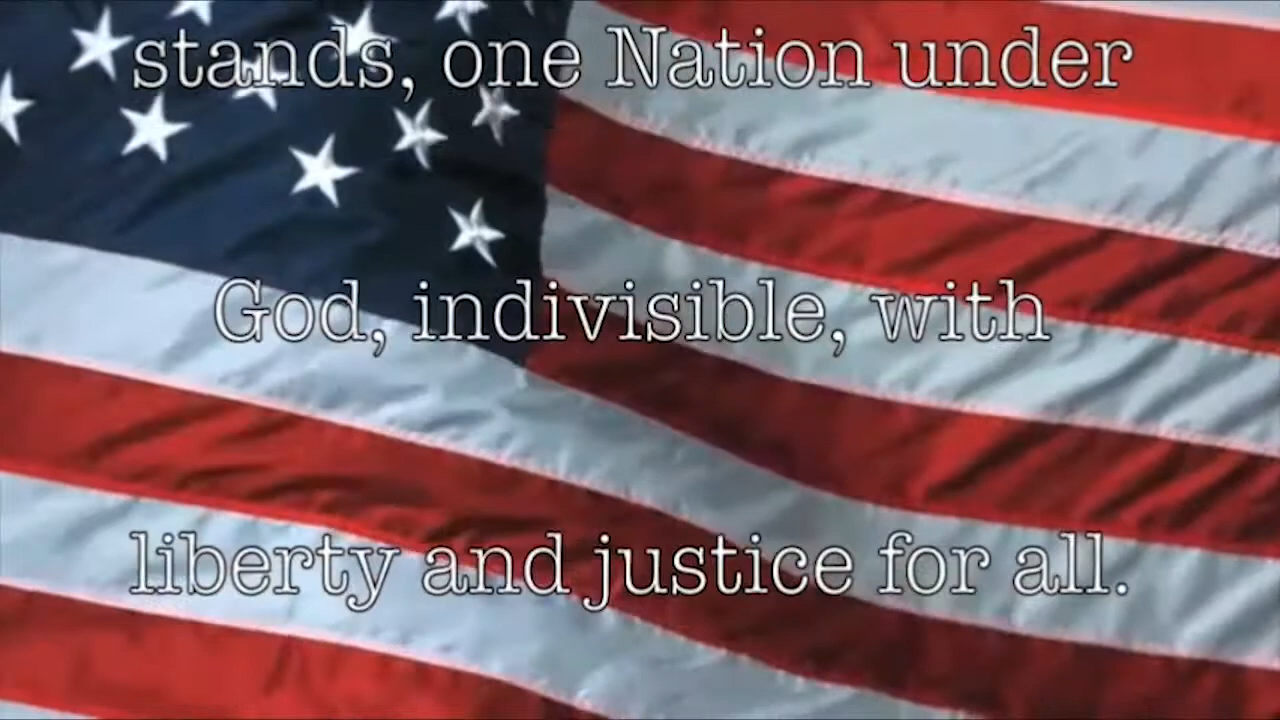 stands, one Nation under
God, indivisible, with
liberty and justice for all.